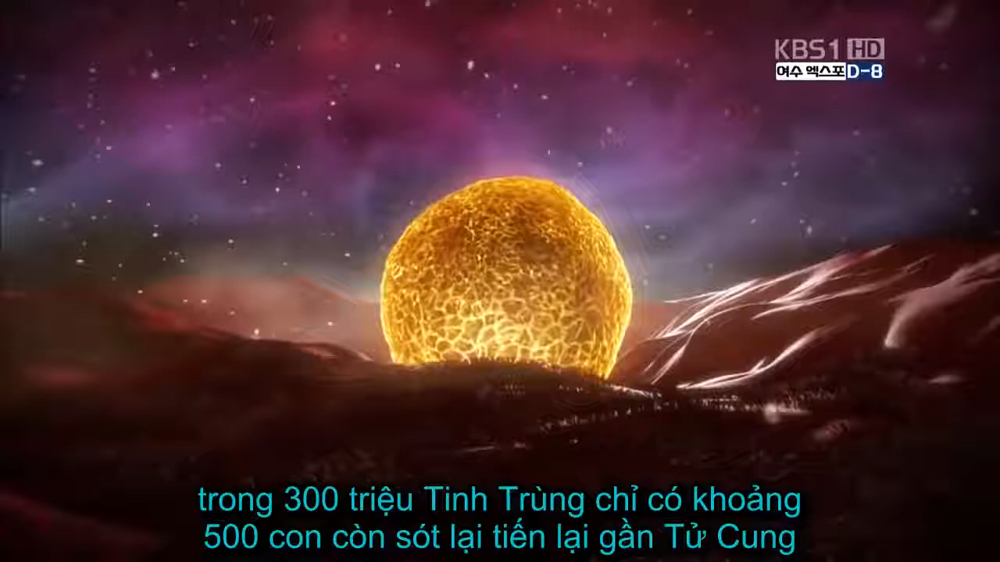 KBS1 HD
여수 엑스포 D-8
trong 300 triệu Tinh Trùng chỉ có khoảng
500 con còn sót lại tiến lại gần Tử Cung